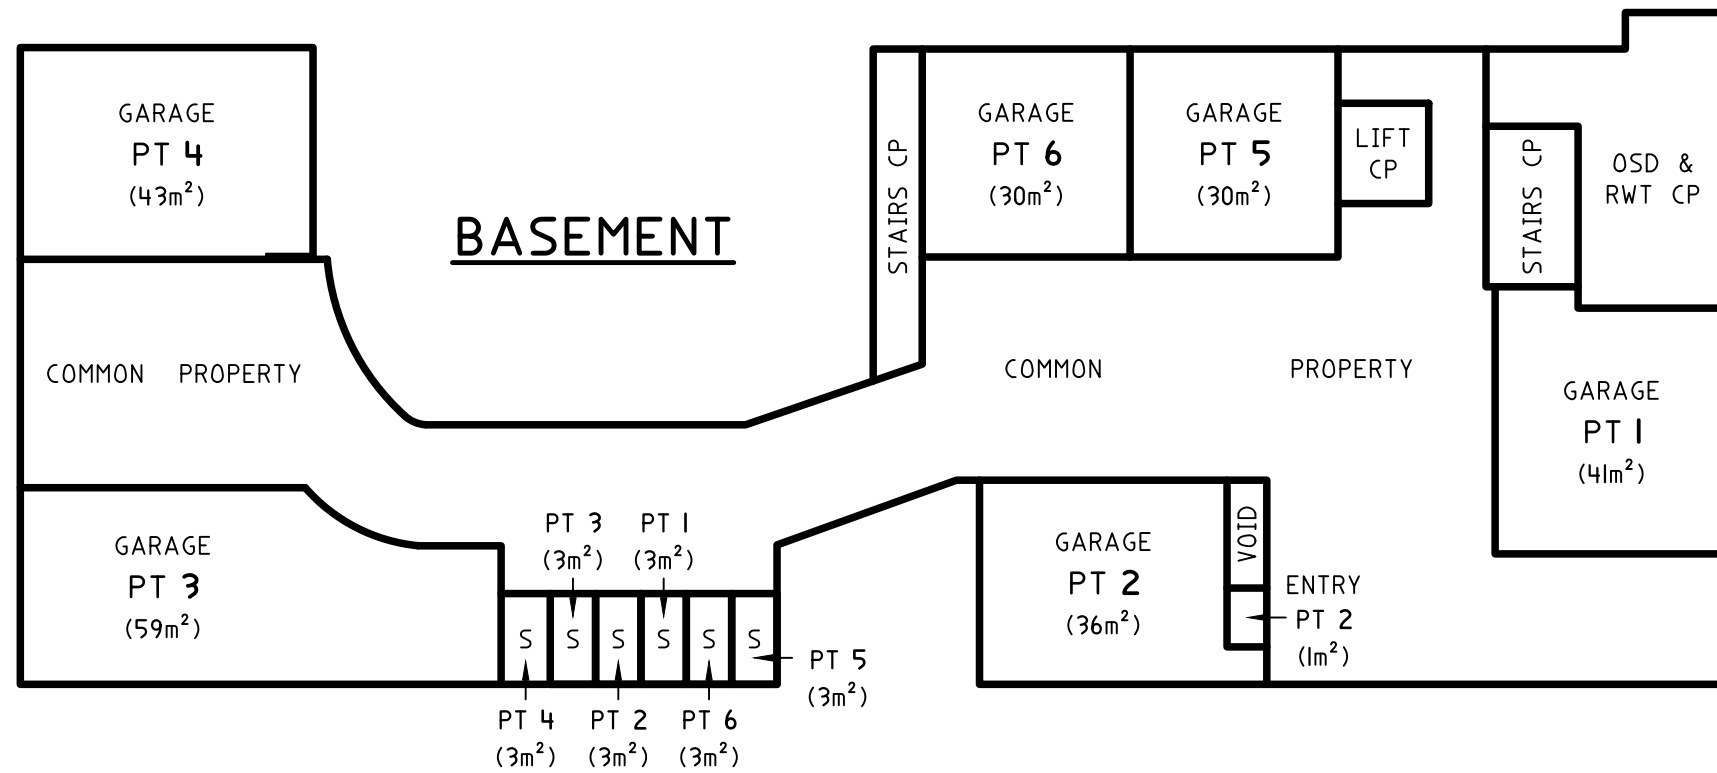 GARAGE
PT 4
(43m²)
BASEMENT
STAIRS CP
GARAGE
PT 6
(30m²)
GARAGE
PT 5
(30m²)
LIFT
CP
STAIRS CP
OSD &
RWT CP
COMMON PROPERTY
COMMON PROPERTY
GARAGE
PT 1
(41m²)
GARAGE
PT 3
(59m²)
PT 3
(3m²)
PT 1
(3m²)
S S S S S S
PT 4
(3m²)
PT 2
(3m²)
PT 6
(3m²)
PT 5
(3m²)
GARAGE
PT 2
(36m²)
VOID
ENTRY
PT 2
(1m²)